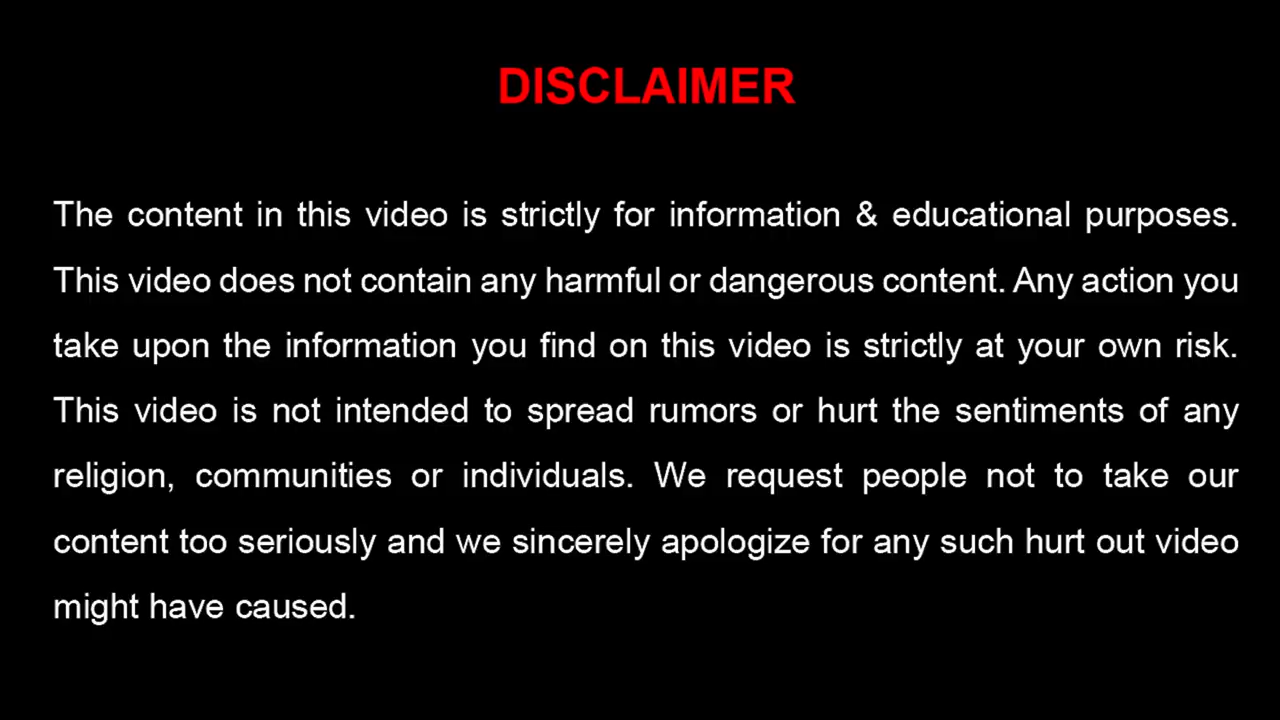 DISCLAIMER
The content in this video is strictly for information & educational purposes.
This video does not contain any harmful or dangerous content. Any action you
take upon the information you find on this video is strictly at your own risk.
This video is not intended to spread rumors or hurt the sentiments of any
religion, communities or individuals. We request people not to take our
content too seriously and we sincerely apologize for any such hurt out video
might have caused.